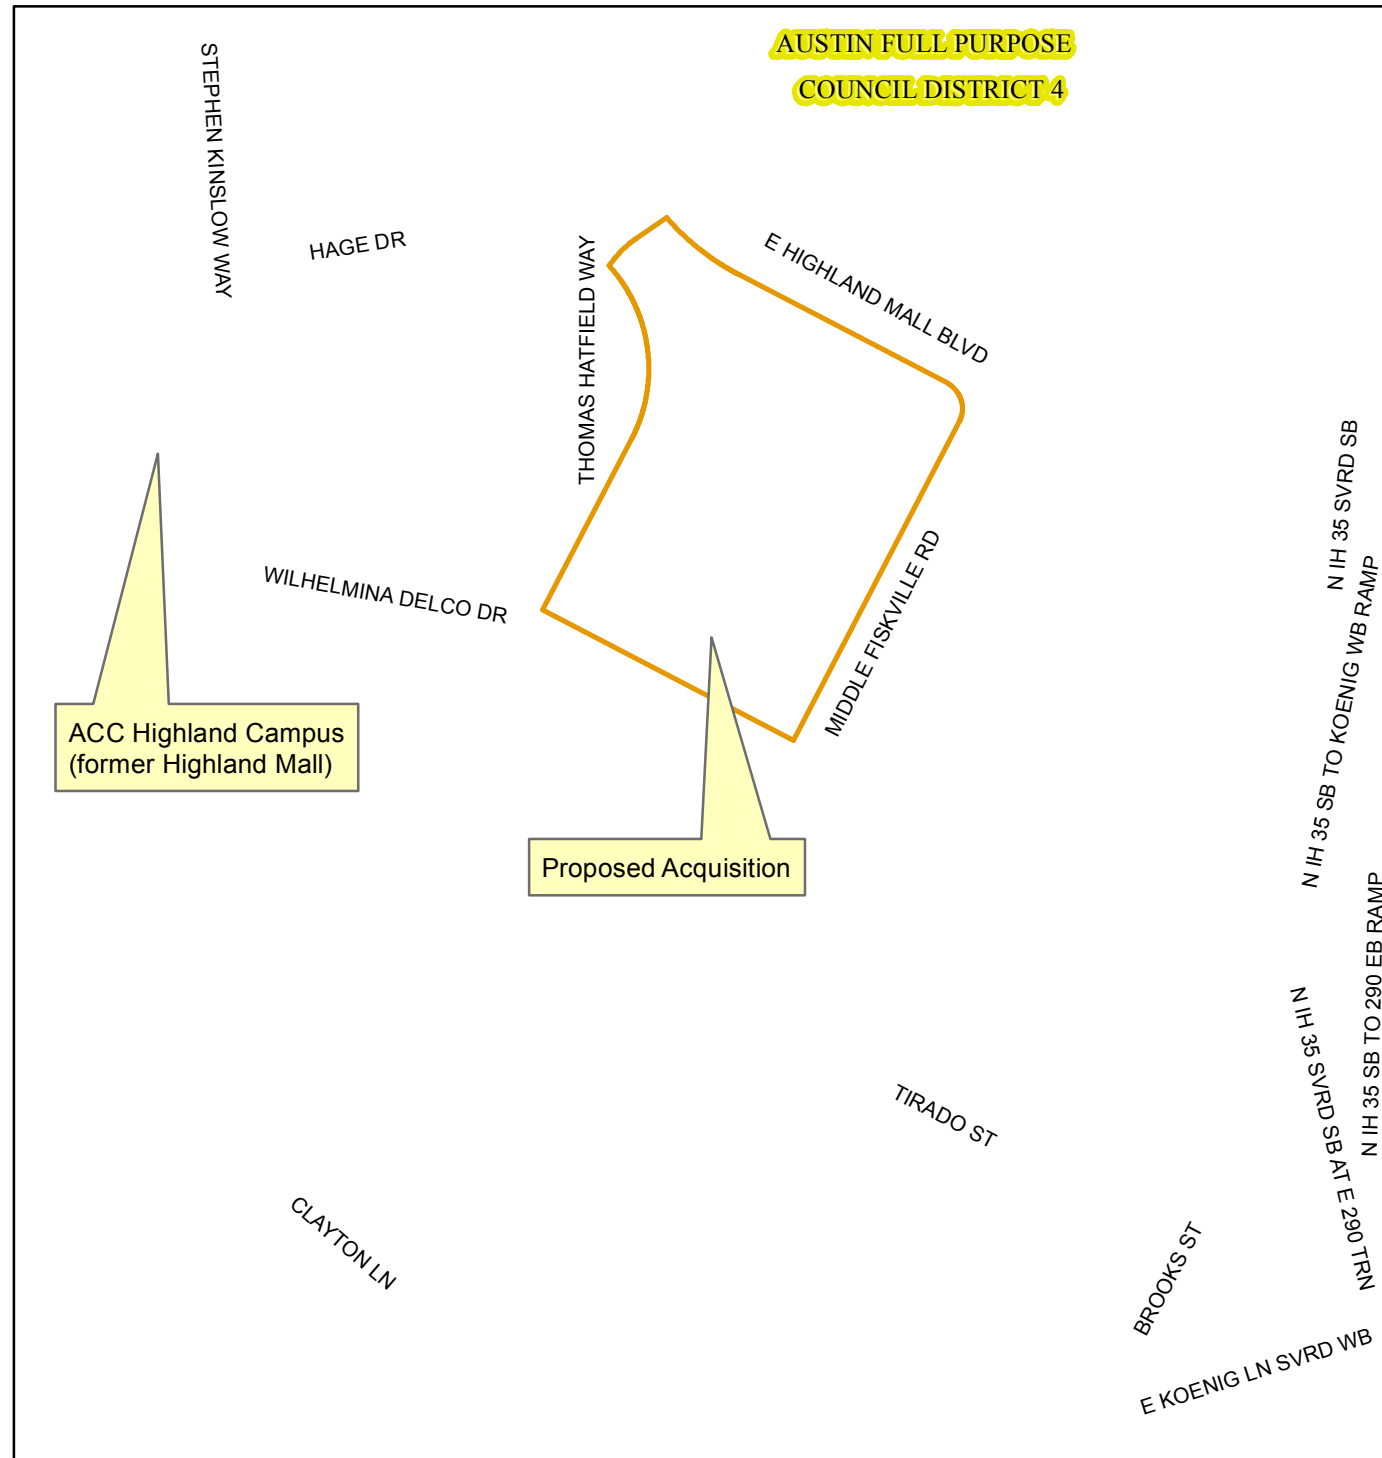 AUSTIN FULL PURPOSE
COUNCIL DISTRICT 4
STEPHEN KINSLOW WAY
HAGE DR
THOMAS HATFIELD WAY
E HIGHLAND MALL BLVD
N IH 35 SVRD SB
WILHELMINA DELCO DR
MIDDLE FISKVILLE RD
N IH 35 SB TO KOENIG WB RAMP
ACC Highland Campus
(former Highland Mall)
Proposed Acquisition
N IH 35 SB TO 290 EB RAMP
N IH 35 SVRD SB AT E 290 TRN
TIRADO ST
CLAYTON LN
BROOKS ST
E KOENIG LN SVRD WB